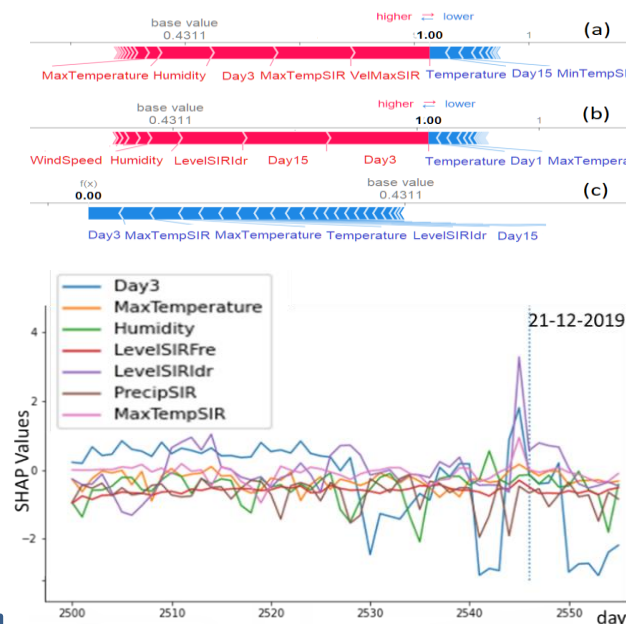 higher lower (a)
base value
0.4311 1.00 1
MaxTemperature Humidity Day3 MaxTempSIR VelMaxSIR Temperature Day15 MinTempS
higher lower (b)
base value
0.4311 1.00 1
WindSpeed Humidity LevelSIRIdr Day15 Day3 Temperature Day1 MaxTempera
f(x) base value (c)
0.00 0.4311
Day3 MaxTempSIR MaxTemperature Temperature LevelSIRIdr Day15
Day3
MaxTemperature
Humidity
LevelSIRFre
LevelSIRIdr
PrecipSIR
MaxTempSIR
21-12-2019
SHAP Values
4
2
0
−2
2500 2510 2520 2530 2540 2550
day